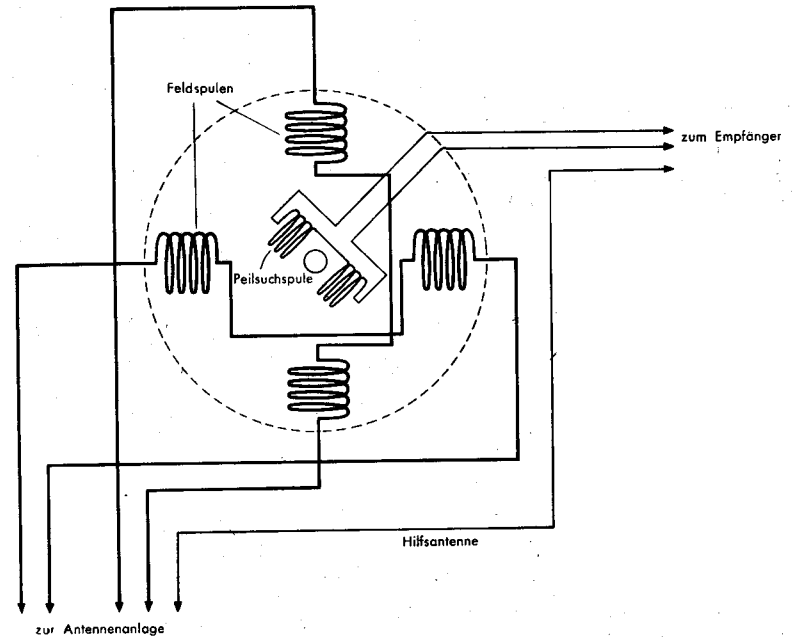 Feldspulen
zum Empfänger
Peilsuchspule
Hilfsantenne
zur Antennenanlage